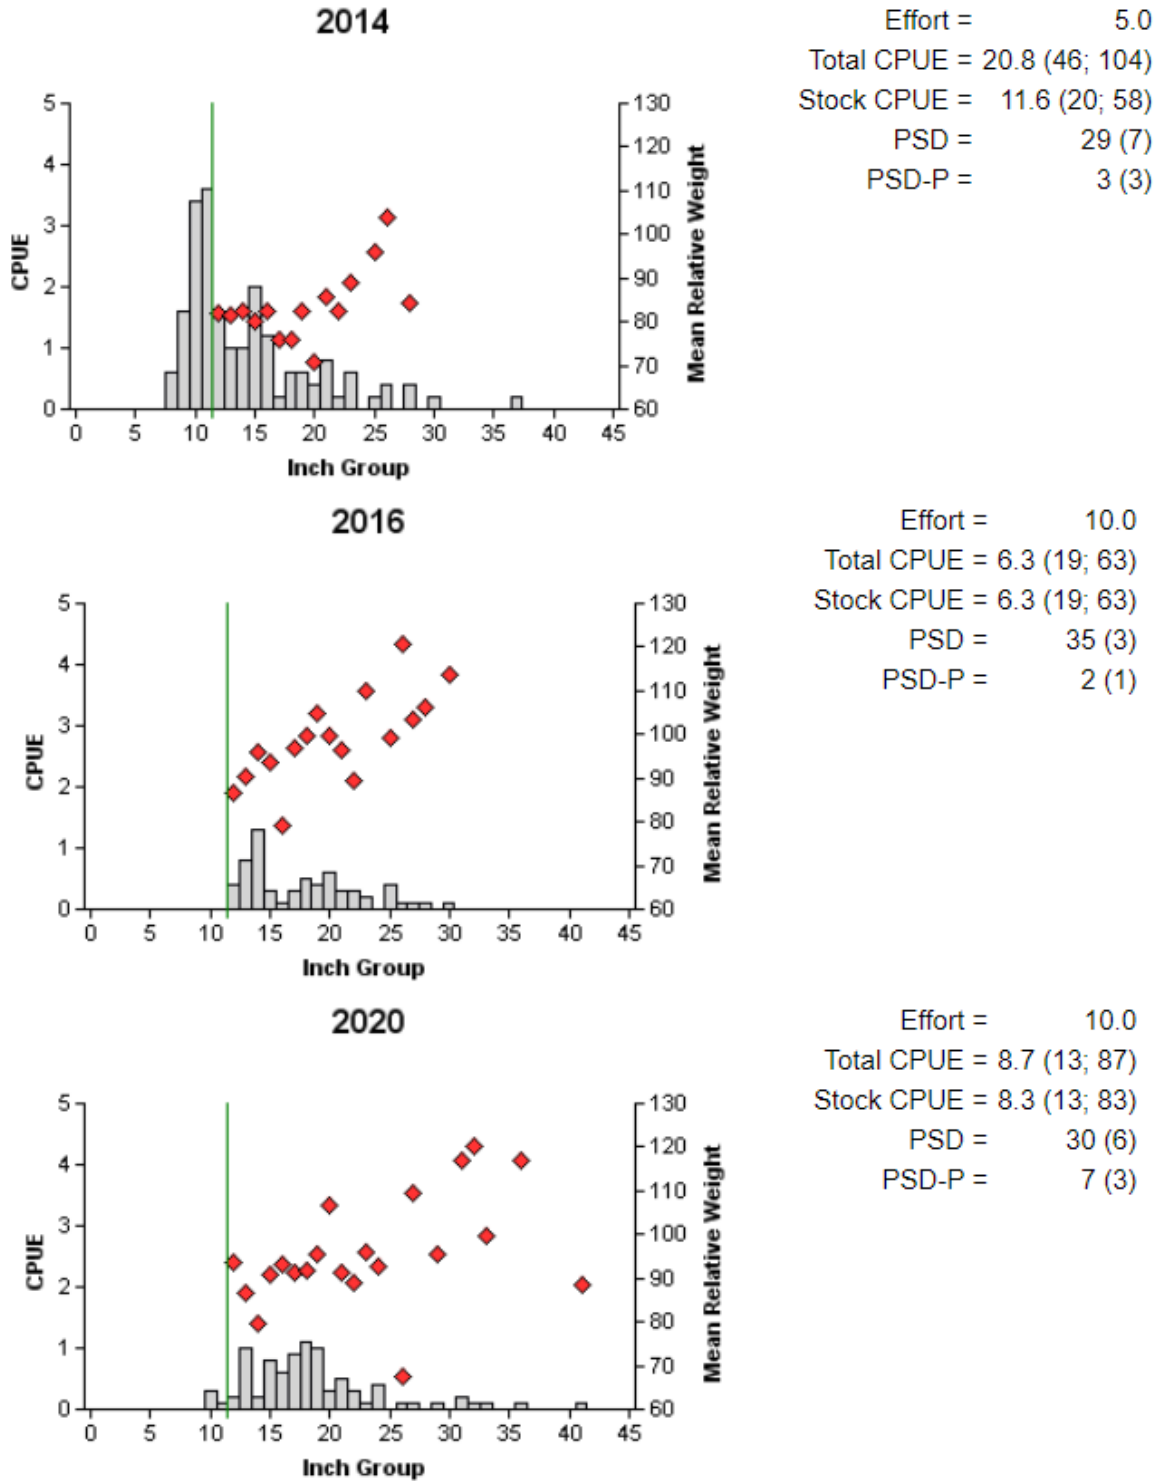 2014
Effort = 5.0
Total CPUE = 20.8 (46; 104)
Stock CPUE = 11.6 (20; 58)
PSD = 29 (7)
PSD-P = 3 (3)
5 130
4 120
3 110
2 100
1 90
0 80
70
60
CPUE
Mean Relative Weight
0 5 10 15 20 25 30 35 40 45
Inch Group
2016
Effort = 10.0
Total CPUE = 6.3 (19; 63)
Stock CPUE = 6.3 (19; 63)
PSD = 35 (3)
PSD-P = 2 (1)
5 130
4 120
3 110
2 100
1 90
0 80
70
60
CPUE
Mean Relative Weight
0 5 10 15 20 25 30 35 40 45
Inch Group
2020
Effort = 10.0
Total CPUE = 8.7 (13; 87)
Stock CPUE = 8.3 (13; 83)
PSD = 30 (6)
PSD-P = 7 (3)
5 130
4 120
3 110
2 100
1 90
0 80
70
60
CPUE
Mean Relative Weight
0 5 10 15 20 25 30 35 40 45
Inch Group